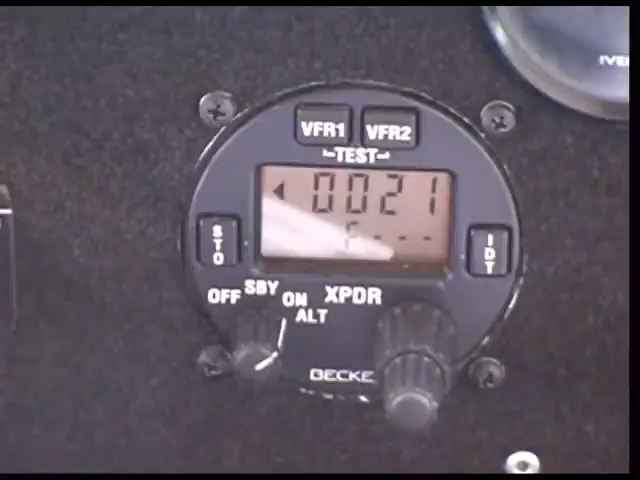 VFR1 VFR2
TEST
0021
F---
STO
IDT
OFF SBY ON ALT XPDR
BECKE